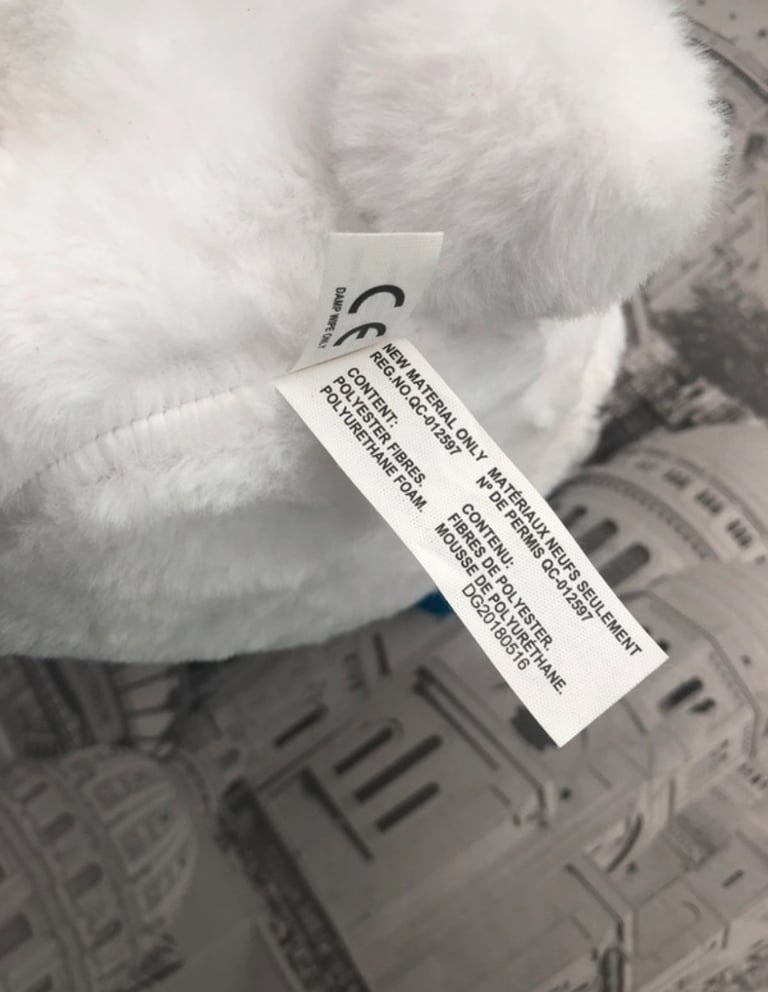 CE
DAMP WIPE ONLY
NEW MATERIAL ONLY
REG.NO.QC-012597
CONTENT:
POLYESTER FIBRES.
POLYURETHANE FOAM.
MATÉRIAUX NEUFS SEULEMENT
Nº DE PERMIS QC-012597
CONTENU:
FIBRES DE POLYESTER.
MOUSSE DE POLYURÉTHANE.
DG20180516